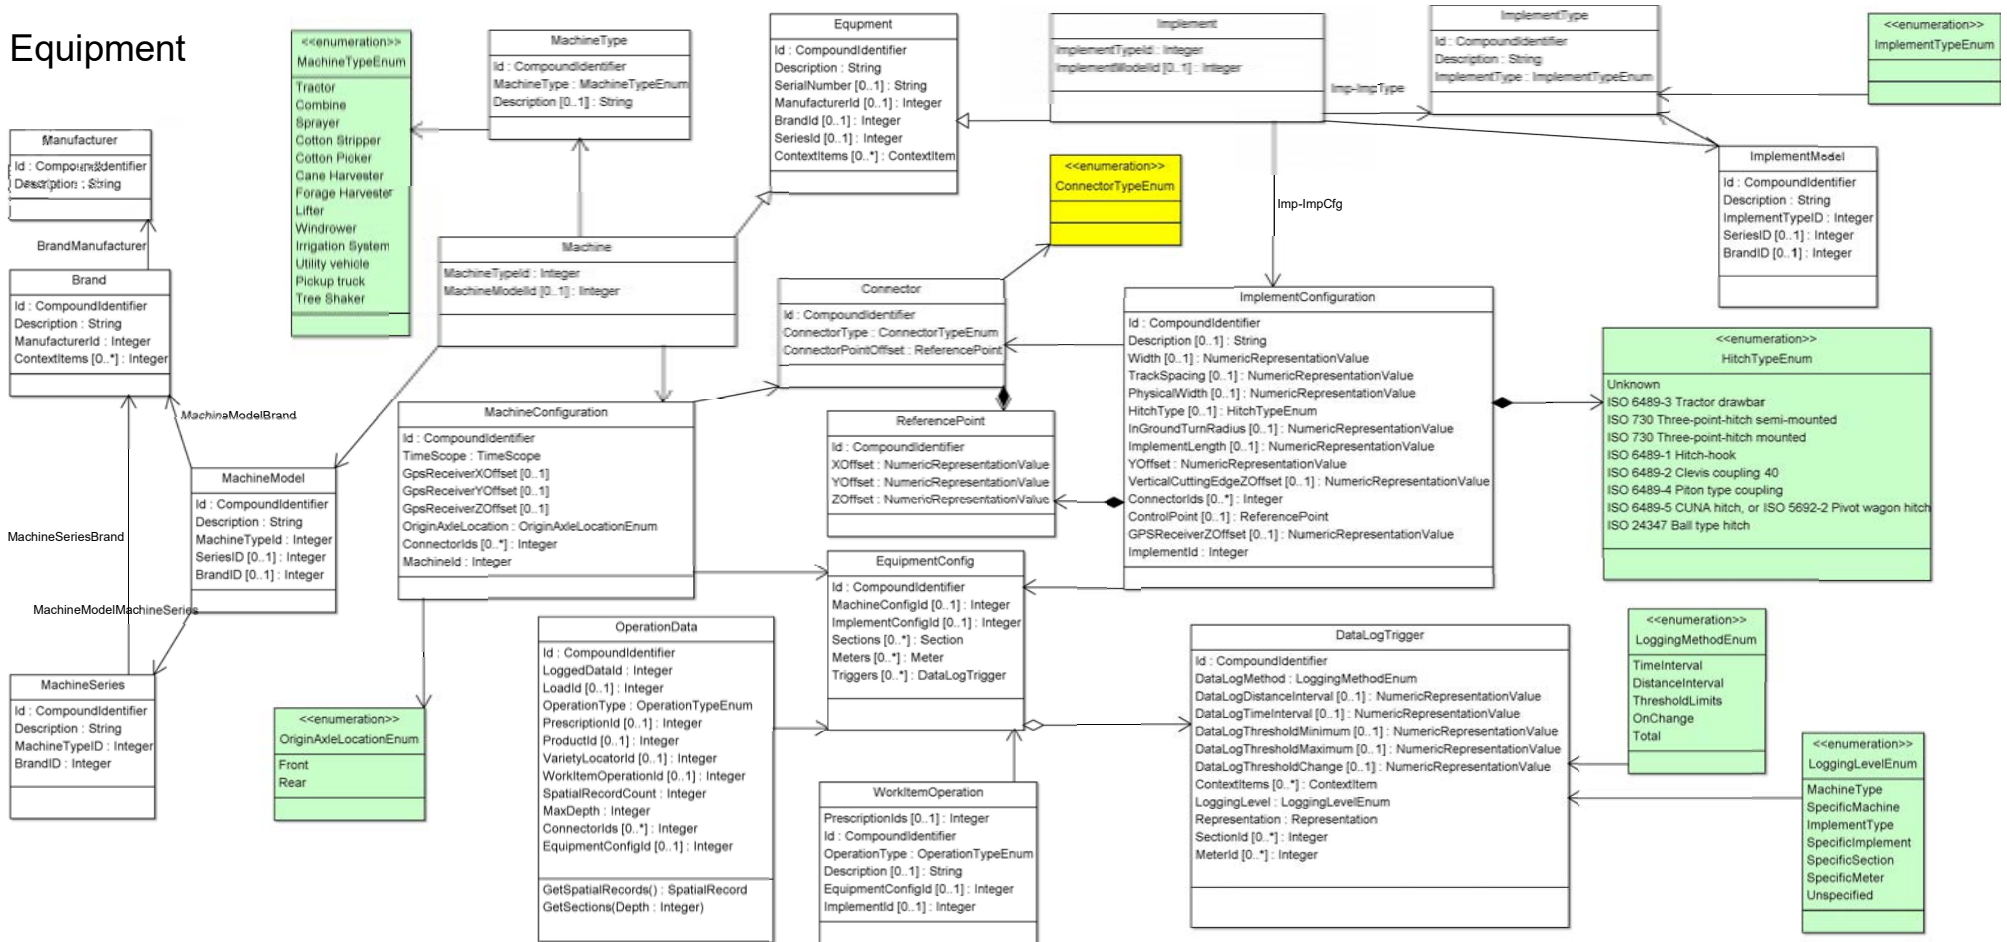 Equipment
<<enumeration>>
MachineTypeEnum
Tractor
Combine
Sprayer
Cotton Stripper
Cotton Picker
Cane Harvester
Forage Harvester
Lifter
Windrower
Irrigation System
Utility vehicle
Pickup truck
Tree Shaker
MachineType
Id : CompoundIdentifier
MachineType : MachineTypeEnum
Description [0..1] : String
Equpment
Id : CompoundIdentifier
Description : String
SerialNumber [0..1] : String
ManufacturerId [0..1] : Integer
BrandId [0..1] : Integer
SeriesId [0..1] : Integer
ContextItems [0..*] : ContextItem
Implement
ImplementTypeId : Integer
ImplementModelId [0..1] : Integer
Imp-ImpType
ImplementType
Id : CompoundIdentifier
Description : String
ImplementType : ImplementTypeEnum
<<enumeration>>
ImplementTypeEnum
Manufacturer
Id : CompoundIdentifier
Description : String
BrandManufacturer
<<enumeration>>
ConnectorTypeEnum
Imp-ImpCfg
ImplementModel
Id : CompoundIdentifier
Description : String
ImplementTypeID : Integer
SeriesID [0..1] : Integer
BrandID [0..1] : Integer
Brand
Id : CompoundIdentifier
Description : String
ManufacturerId : Integer
ContextItems [0..*] : Integer
Machine
MachineTypeId : Integer
MachineModelId [0..1] : Integer
Connector
Id : CompoundIdentifier
ConnectorType : ConnectorTypeEnum
ConnectorPointOffset : ReferencePoint
ImplementConfiguration
Id : CompoundIdentifier
Description [0..1] : String
Width [0..1] : NumericRepresentationValue
TrackSpacing [0..1] : NumericRepresentationValue
PhysicalWidth [0..1] : NumericRepresentationValue
HitchType [0..1] : HitchTypeEnum
InGroundTurnRadius [0..1] : NumericRepresentationValue
ImplementLength [0..1] : NumericRepresentationValue
YOffset : NumericRepresentationValue
VerticalCuttingEdgeZOffset [0..1] : NumericRepresentationValue
ConnectorIds [0..*] : Integer
ControlPoint [0..1] : ReferencePoint
GPSReceiverZOffset [0..1] : NumericRepresentationValue
ImplementId : Integer
<<enumeration>>
HitchTypeEnum
Unknown
ISO 6489-3 Tractor drawbar
ISO 730 Three-point-hitch semi-mounted
ISO 730 Three-point-hitch mounted
ISO 6489-1 Hitch-hook
ISO 6489-2 Clevis coupling 40
ISO 6489-4 Piton type coupling
ISO 6489-5 CUNA hitch, or ISO 5692-2 Pivot wagon hitch
ISO 24347 Ball type hitch
MachineModelBrand
MachineModel
Id : CompoundIdentifier
Description : String
MachineTypeId : Integer
SeriesID [0..1] : Integer
BrandID [0..1] : Integer
MachineConfiguration
Id : CompoundIdentifier
TimeScope : TimeScope
GpsReceiverXOffset [0..1]
GpsReceiverYOffset [0..1]
GpsReceiverZOffset [0..1]
OriginAxleLocation : OriginAxleLocationEnum
ConnectorIds [0..*] : Integer
MachineId : Integer
ReferencePoint
Id : CompoundIdentifier
XOffset : NumericRepresentationValue
YOffset : NumericRepresentationValue
ZOffset : NumericRepresentationValue
MachineSeriesBrand
MachineModelMachineSeries
MachineSeries
Id : CompoundIdentifier
Description : String
MachineTypeID : Integer
BrandID : Integer
<<enumeration>>
OriginAxleLocationEnum
Front
Rear
OperationData
Id : CompoundIdentifier
LoggedDataId : Integer
LoadId [0..1] : Integer
OperationType : OperationTypeEnum
PrescriptionId [0..1] : Integer
ProductId [0..1] : Integer
VarietyLocatorId [0..1] : Integer
WorkItemOperationId [0..1] : Integer
SpatialRecordCount : Integer
MaxDepth : Integer
ConnectorIds [0..*] : Integer
EquipmentConfigId [0..1] : Integer
GetSpatialRecords() : SpatialRecord
GetSections(Depth : Integer)
EquipmentConfig
Id : CompoundIdentifier
MachineConfigId [0..1] : Integer
ImplementConfigId [0..1] : Integer
Sections [0..*] : Section
Meters [0..*] : Meter
Triggers [0..*] : DataLogTrigger
WorkItemOperation
PrescriptionIds [0..1] : Integer
Id : CompoundIdentifier
OperationType : OperationTypeEnum
Description [0..1] : String
EquipmentConfigId [0..1] : Integer
ImplementId [0..1] : Integer
DataLogTrigger
Id : CompoundIdentifier
DataLogMethod : LoggingMethodEnum
DataLogDistanceInterval [0..1] : NumericRepresentationValue
DataLogTimeInterval [0..1] : NumericRepresentationValue
DataLogThresholdMinimum [0..1] : NumericRepresentationValue
DataLogThresholdMaximum [0..1] : NumericRepresentationValue
DataLogThresholdChange [0..1] : NumericRepresentationValue
ContextItems [0..*] : ContextItem
LoggingLevel : LoggingLevelEnum
Representation : Representation
SectionId [0..*] : Integer
MeterId [0..*] : Integer
<<enumeration>>
LoggingMethodEnum
TimeInterval
DistanceInterval
ThresholdLimits
OnChange
Total
<<enumeration>>
LoggingLevelEnum
MachineType
SpecificMachine
ImplementType
SpecificImplement
SpecificSection
SpecificMeter
Unspecified